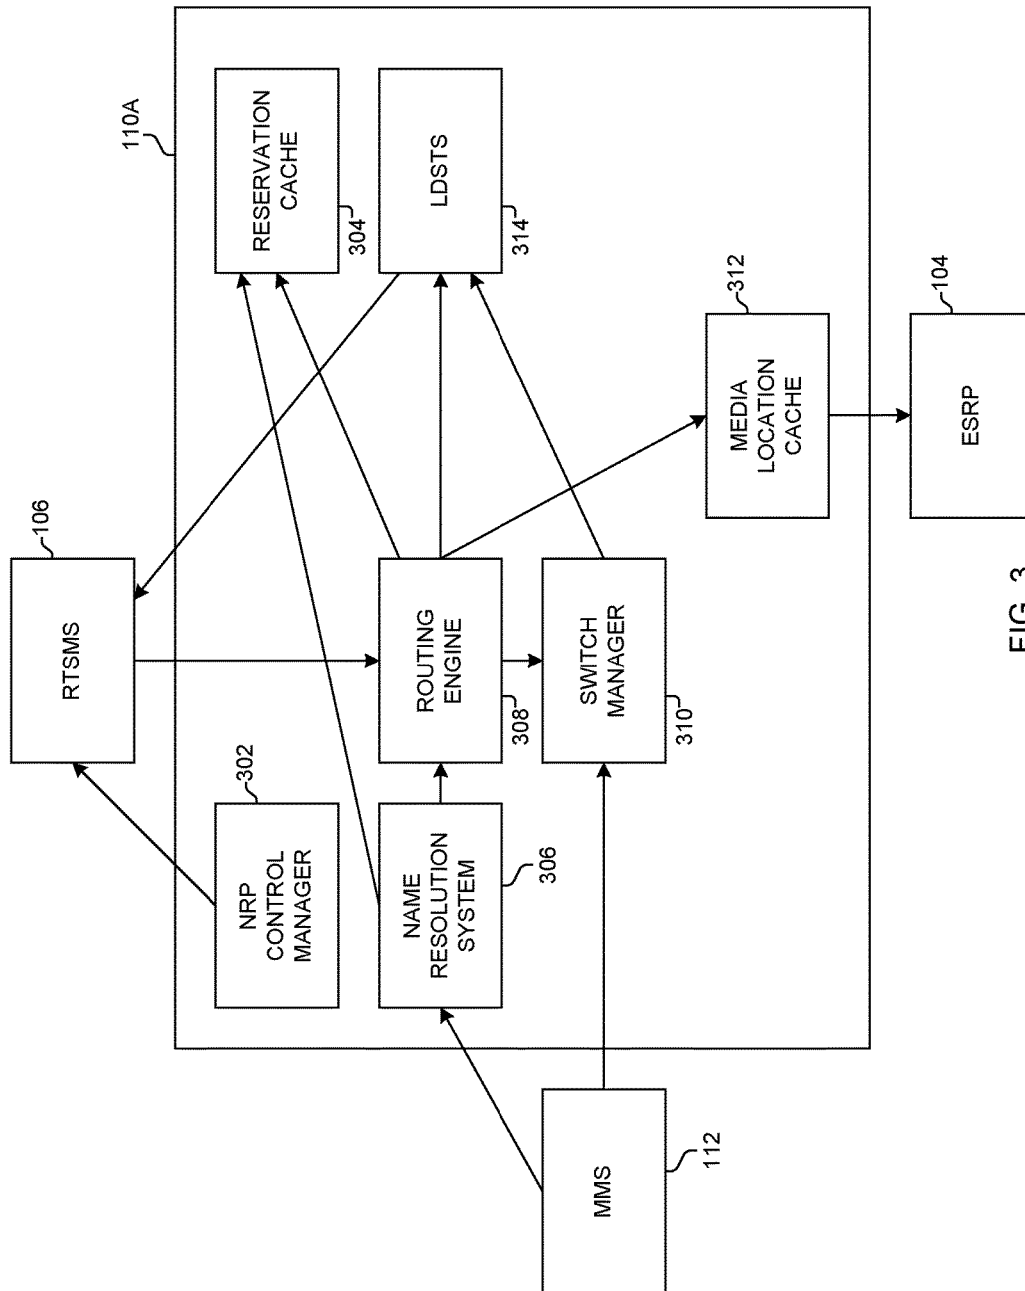 110A
RESERVATION
CACHE
304
LDSTS
314
106
RTSMS
302
NRP
CONTROL
MANAGER
NAME
RESOLUTION
SYSTEM
306
ROUTING
ENGINE
308
SWITCH
MANAGER
310
312
MEDIA
LOCATION
CACHE
104
ESRP
MMS
112
FIG. 3